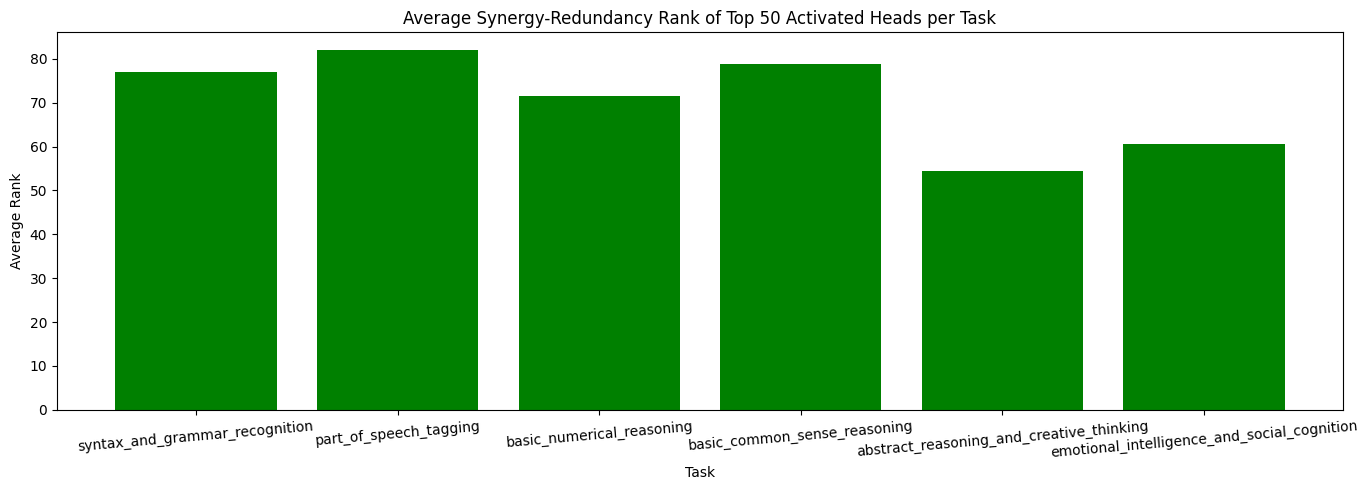 Average Synergy-Redundancy Rank of Top 50 Activated Heads per Task
Average Rank
80
70
60
50
40
30
20
10
0
syntax_and_grammar_recognition
part_of_speech_tagging
basic_numerical_reasoning
basic_common_sense_reasoning
abstract_reasoning_and_creative_thinking
emotional_intelligence_and_social_cognition
Task